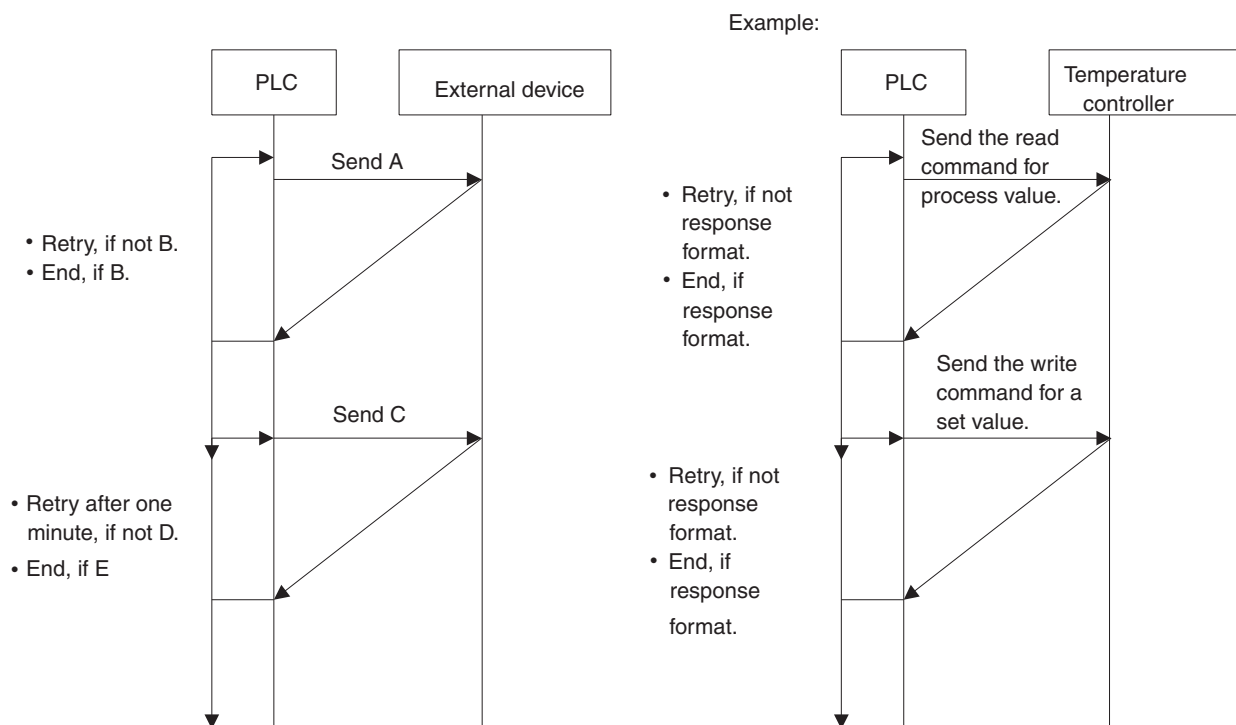 PLC
External device
Send A
• Retry, if not B.
• End, if B.
Send C
• Retry after one
minute, if not D.
• End, if E
Example:
PLC
Temperature
controller
Send the read
command for
process value.
• Retry, if not
response
format.
• End, if
response
format.
Send the write
command for a
set value.
• Retry, if not
response
format.
• End, if
response
format.